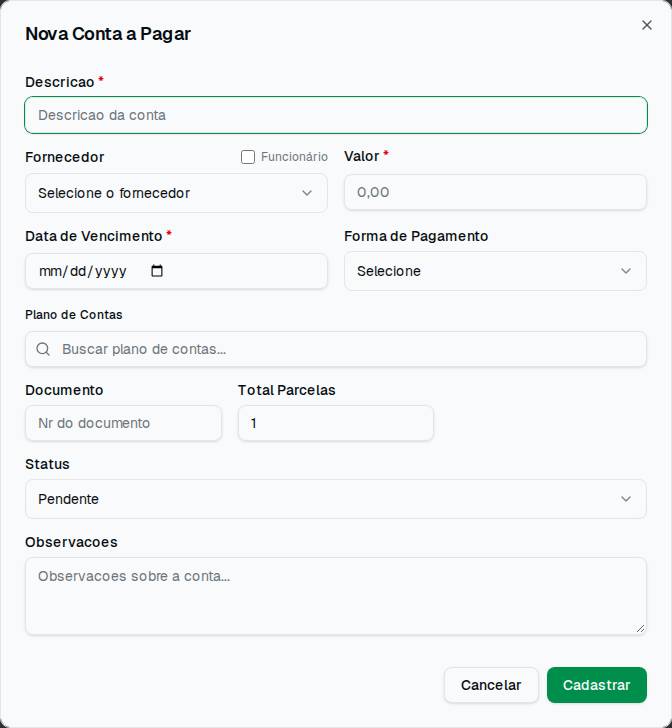 Nova Conta a Pagar
Descricao *
Descricao da conta
Fornecedor
Funcionário
Valor *
Selecione o fornecedor
0,00
Data de Vencimento *
Forma de Pagamento
mm/dd/yyyy
Selecione
Plano de Contas
Buscar plano de contas...
Documento
Total Parcelas
Nr do documento
1
Status
Pendente
Observacoes
Observacoes sobre a conta...
Cancelar
Cadastrar